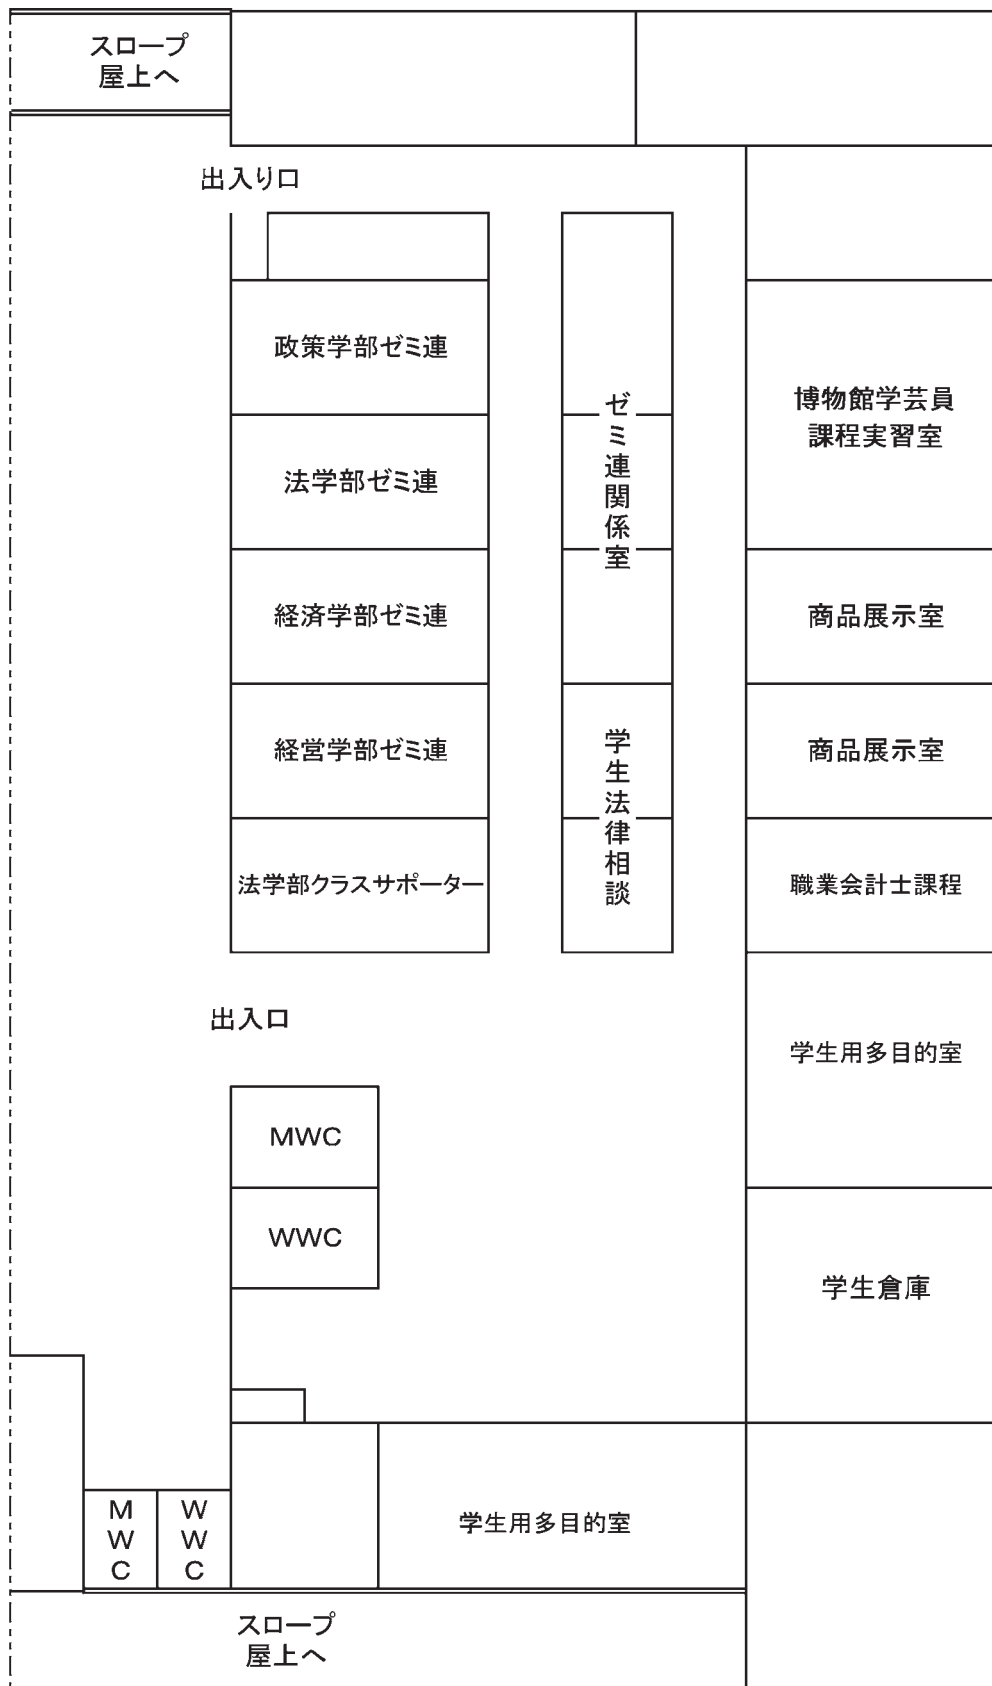 スロープ
屋上へ
出入り口
政策学部ゼミ連
法学部ゼミ連
経済学部ゼミ連
経営学部ゼミ連
法学部クラスサポーター
ゼミ連関係室
学生法律相談
博物館学芸員
課程実習室
商品展示室
商品展示室
職業会計士課程
学生用多目的室
学生倉庫
出入口
MWC
WWC
MWC
WWC
学生用多目的室
スロープ
屋上へ